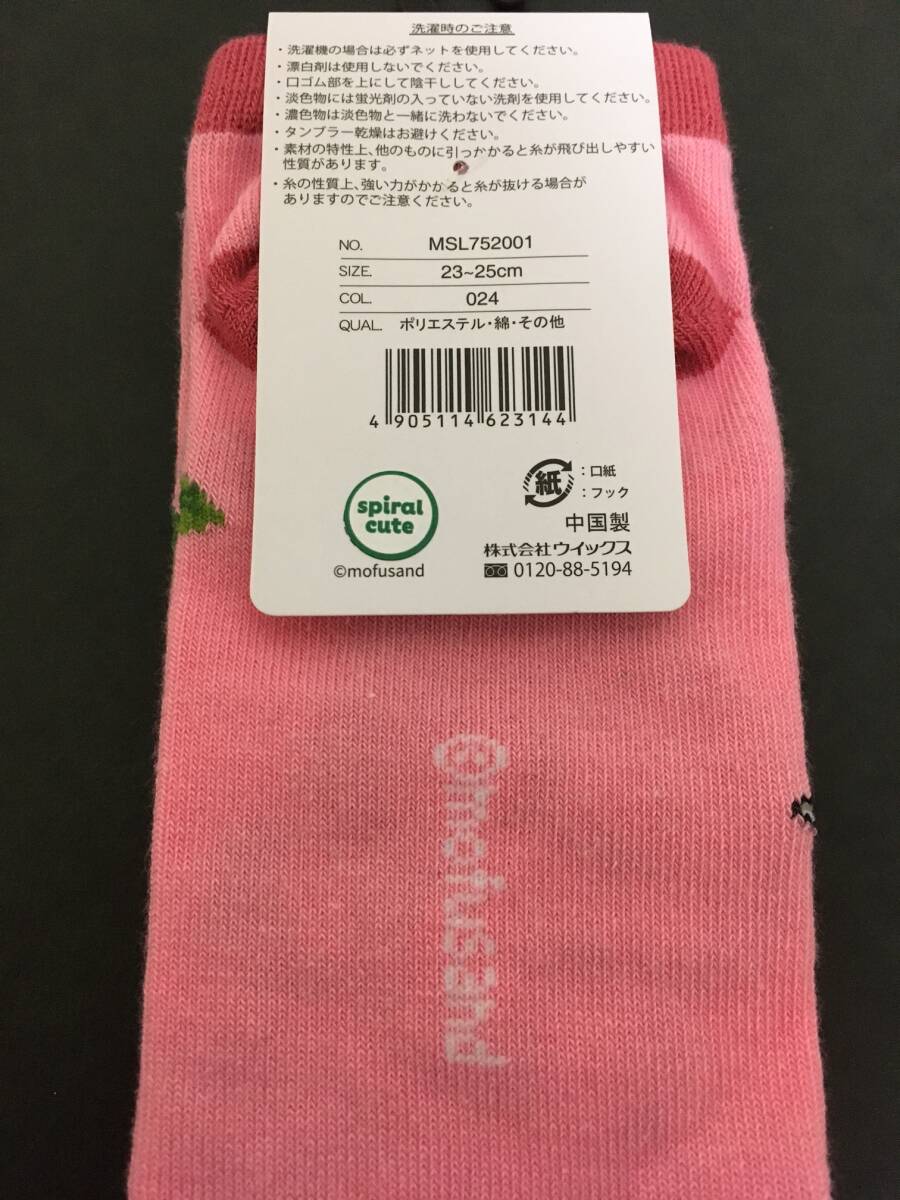 洗濯時のご注意
・洗濯機の場合は必ずネットを使用してください。
・漂白剤は使用しないでください。
・口ゴム部を上にして陰干ししてください。
・淡色物には蛍光剤の入っていない洗剤を使用してください。
・濃色物は淡色物と一緒に洗わないでください。
・タンブラー乾燥はお避けください。
・素材の特性上、他のものに引っかかると糸が飛び出しやすい
性質があります。
・糸の性質上、強い力がかかると糸が抜ける場合が
ありますのでご注意ください。
NO. MSL752001
SIZE. 23~25cm
COL. 024
QUAL. ポリエステル・綿・その他
4 905114 623144
spiral
cute
©mofusand
紙
：口紙
：フック
中国製
株式会社ウイックス
0120-88-5194
©mofusand